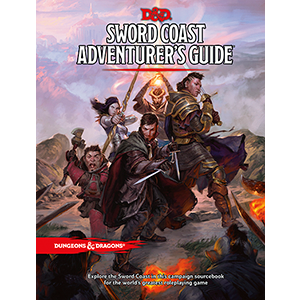 D&D
SWORD COAST
ADVENTURER'S GUIDE
DUNGEONS & DRAGONS®
Explore the Sword Coast in this campaign sourcebook
for the world's greatest roleplaying game